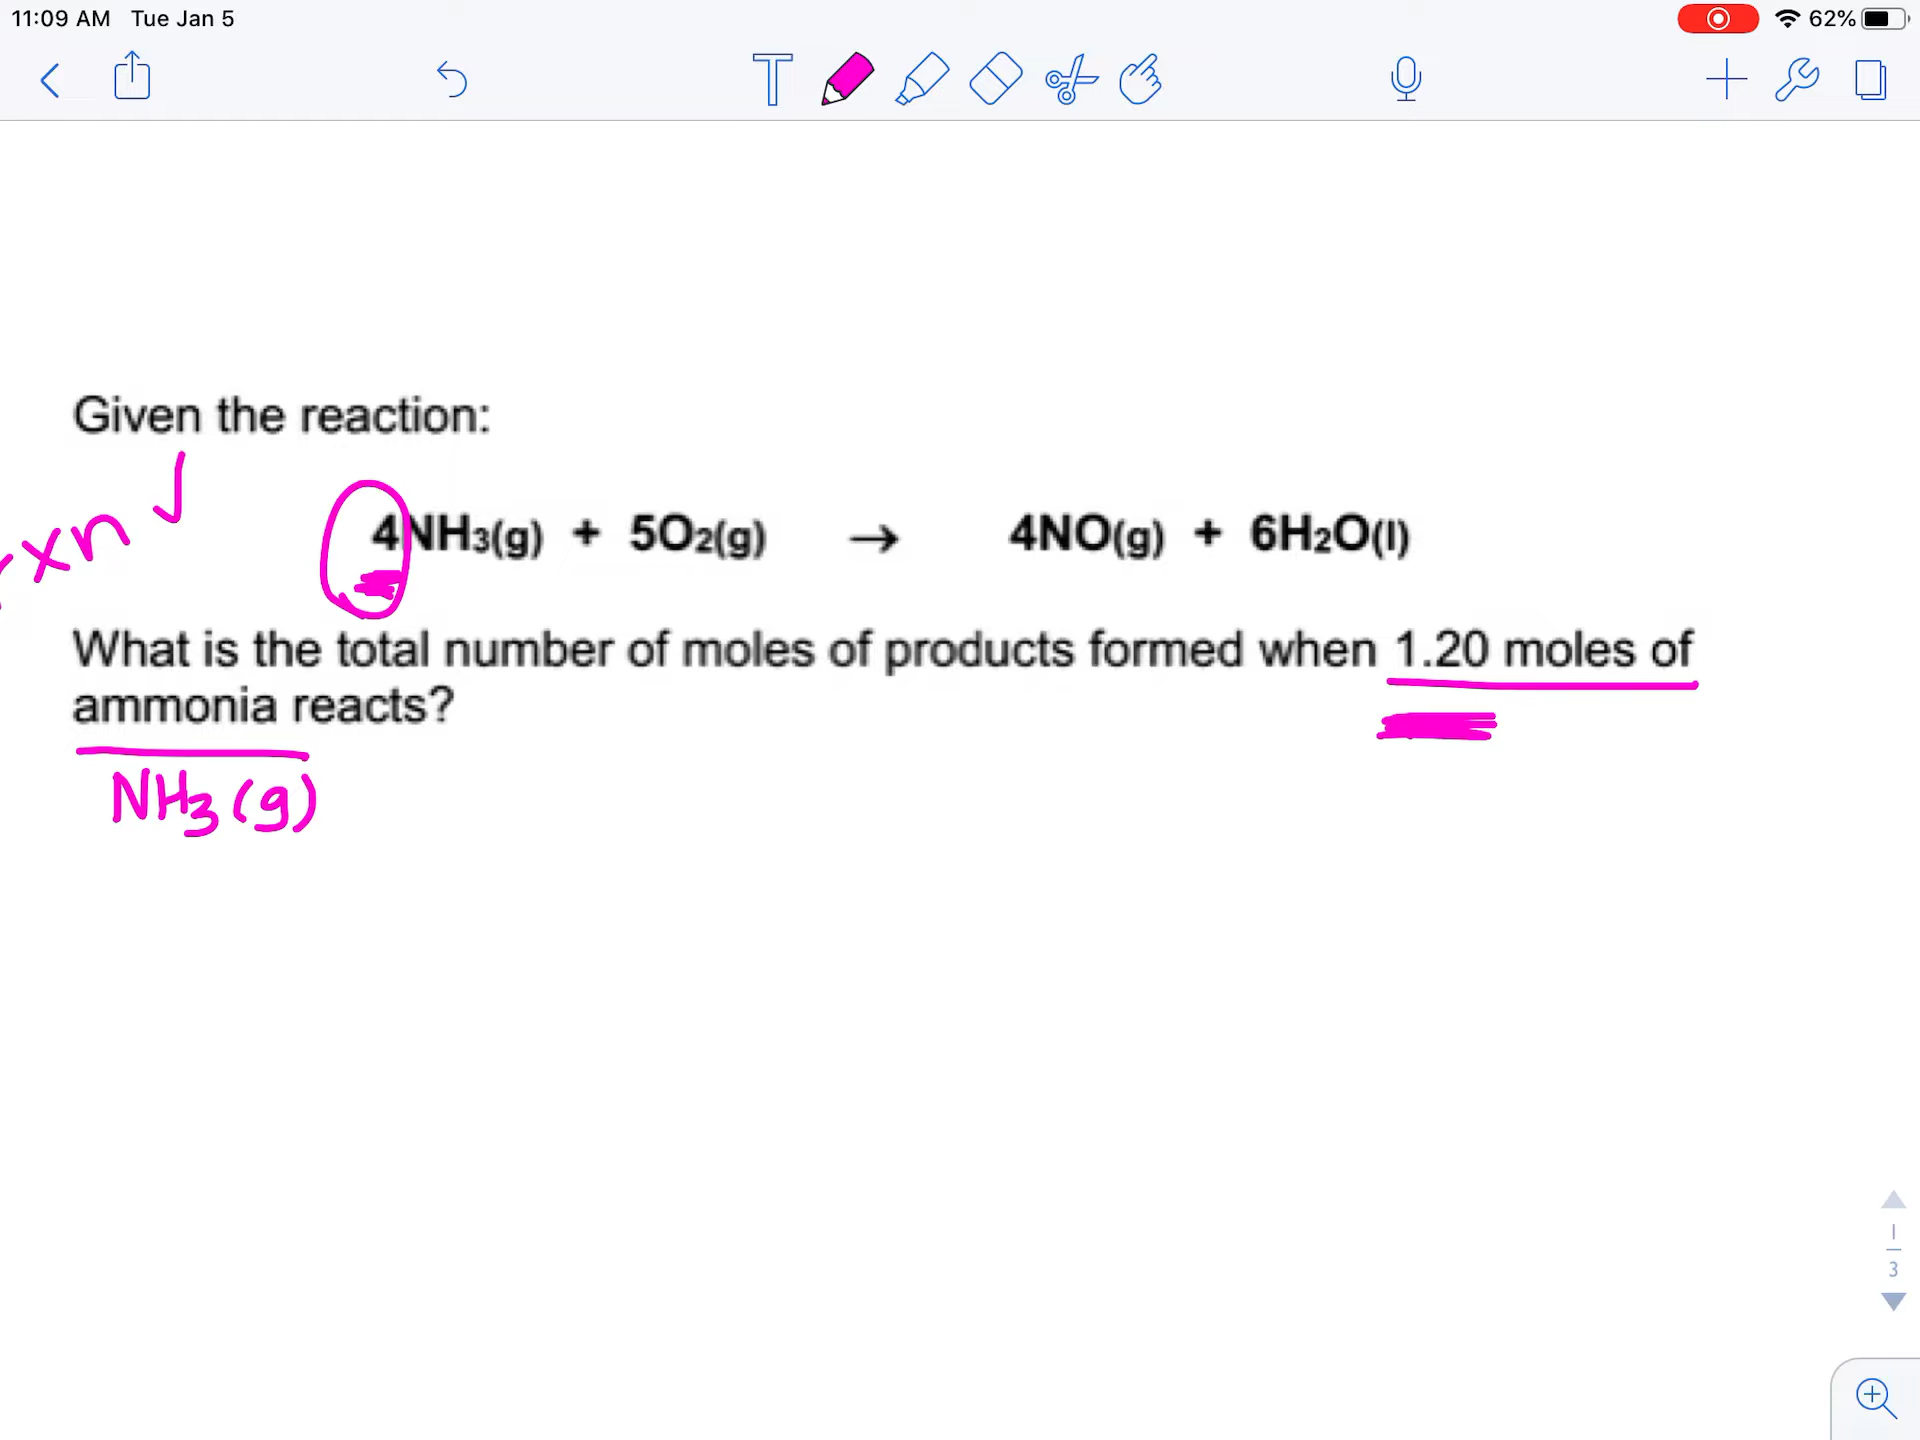 11:09 AM Tue Jan 5 62%
Given the reaction:
rxn
4NH3(g) + 5O2(g) → 4NO(g) + 6H2O(l)
What is the total number of moles of products formed when 1.20 moles of
ammonia reacts?
NH3(g)
1
3